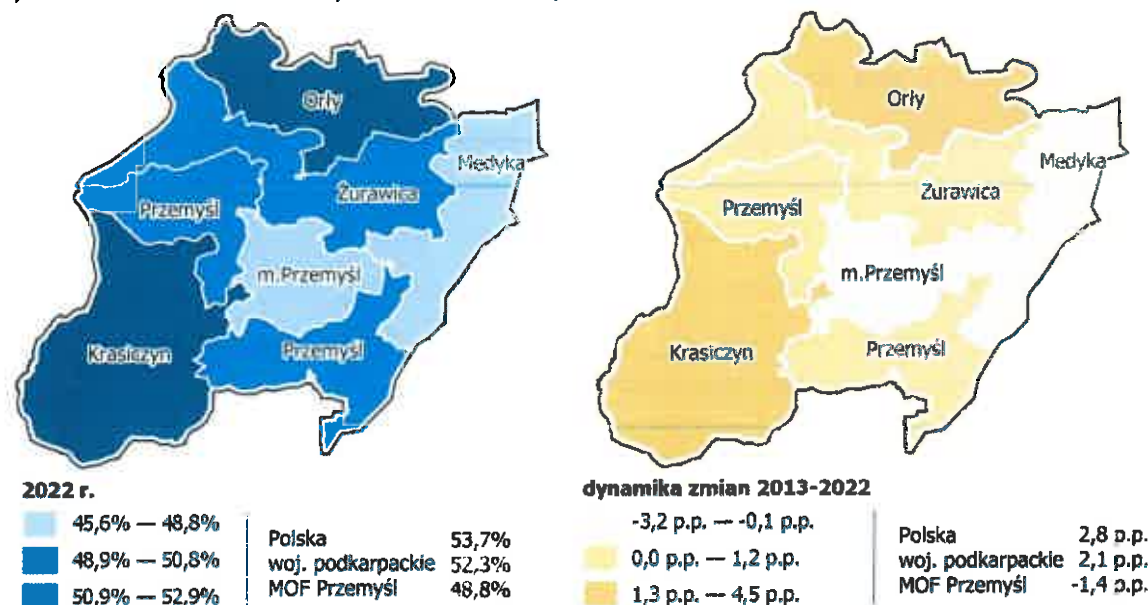 Orły
Medyka
Żurawica
Przemyśl
m.Przemyśl
Krasiczyn
Przemyśl
2022 r.
45,6% — 48,8%
48,9% — 50,8%
50,9% — 52,9%
Polska 53,7%
woj. podkarpackie 52,3%
MOF Przemyśl 48,8%
Orły
Medyka
Żurawica
Przemyśl
m.Przemyśl
Krasiczyn
Przemyśl
dynamika zmian 2013-2022
-3,2 p.p. — -0,1 p.p.
0,0 p.p. — 1,2 p.p.
1,3 p.p. — 4,5 p.p.
Polska 2,8 p.p.
woj. podkarpackie 2,1 p.p.
MOF Przemyśl -1,4 p.p.